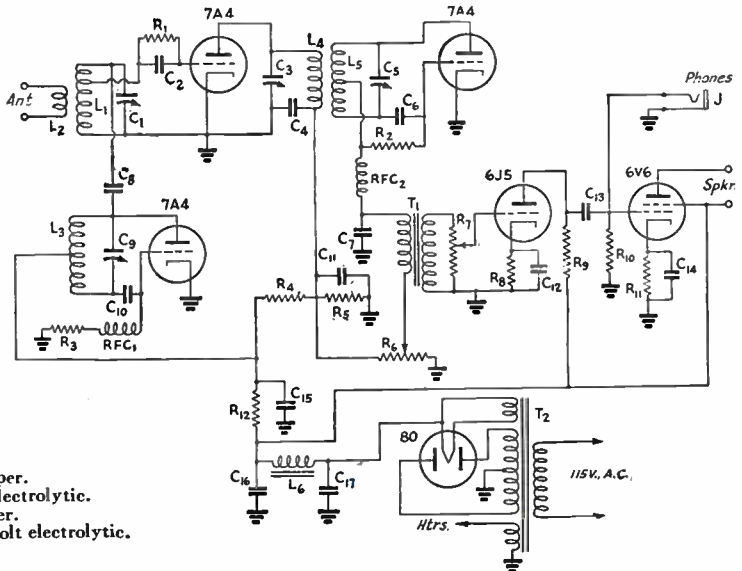 7A4
7A4
R1
L4
L5
C2
C3
C5
C6
Phones
J
Ant
L2
L1
C1
C4
R2
C8
RFC2
6J5
C13
6V6
Spkr.
7A4
T1
L3
C9
R7
C7
C11
R9
R10
C10
R8
C12
R11
C14
R4
R5
R3
RFC1
R6
C15
R12
T2
80
115V., A.C.
C16
L6
C17
Htrs.
per.
lectrolytic.
er.
olt electrolytic.